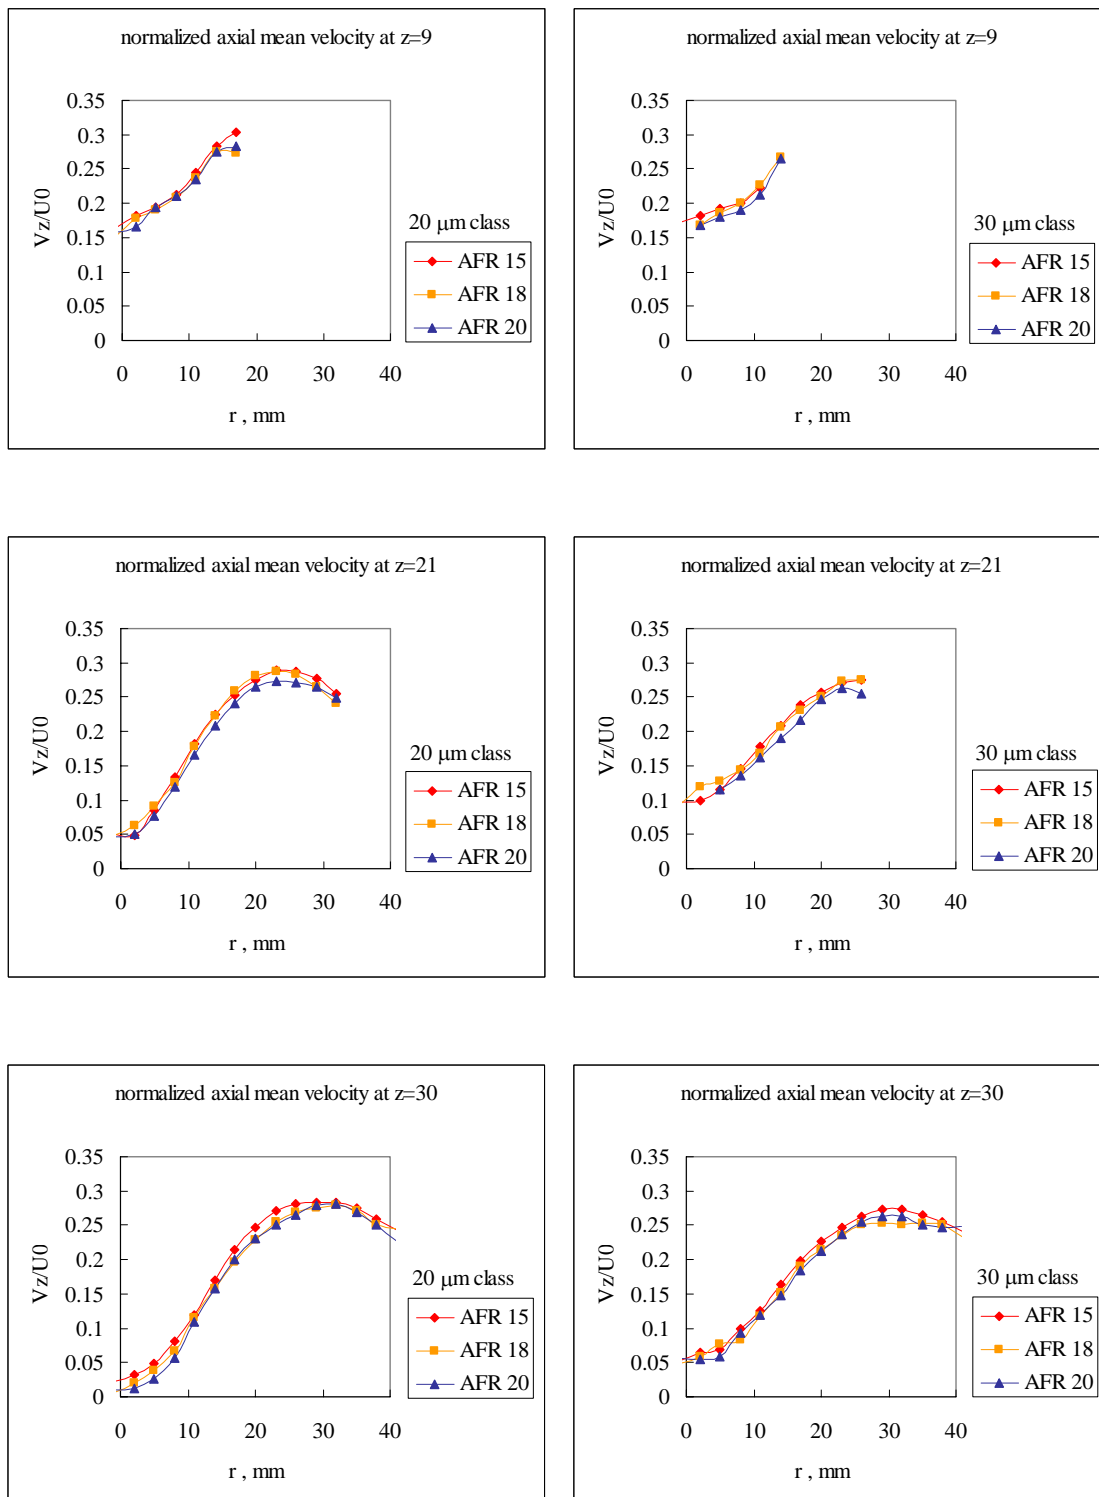 normalized axial mean velocity at z=9
0.35
0.3
0.25
0.2
0.15
0.1
0.05
0
Vz/U0
0 10 20 30 40
r , mm
20 μm class
AFR 15
AFR 18
AFR 20
normalized axial mean velocity at z=9
0.35
0.3
0.25
0.2
0.15
0.1
0.05
0
Vz/U0
0 10 20 30 40
r , mm
30 μm class
AFR 15
AFR 18
AFR 20
normalized axial mean velocity at z=21
0.35
0.3
0.25
0.2
0.15
0.1
0.05
0
Vz/U0
0 10 20 30 40
r , mm
20 μm class
AFR 15
AFR 18
AFR 20
normalized axial mean velocity at z=21
0.35
0.3
0.25
0.2
0.15
0.1
0.05
0
Vz/U0
0 10 20 30 40
r , mm
30 μm class
AFR 15
AFR 18
AFR 20
normalized axial mean velocity at z=30
0.35
0.3
0.25
0.2
0.15
0.1
0.05
0
Vz/U0
0 10 20 30 40
r , mm
20 μm class
AFR 15
AFR 18
AFR 20
normalized axial mean velocity at z=30
0.35
0.3
0.25
0.2
0.15
0.1
0.05
0
Vz/U0
0 10 20 30 40
r , mm
30 μm class
AFR 15
AFR 18
AFR 20